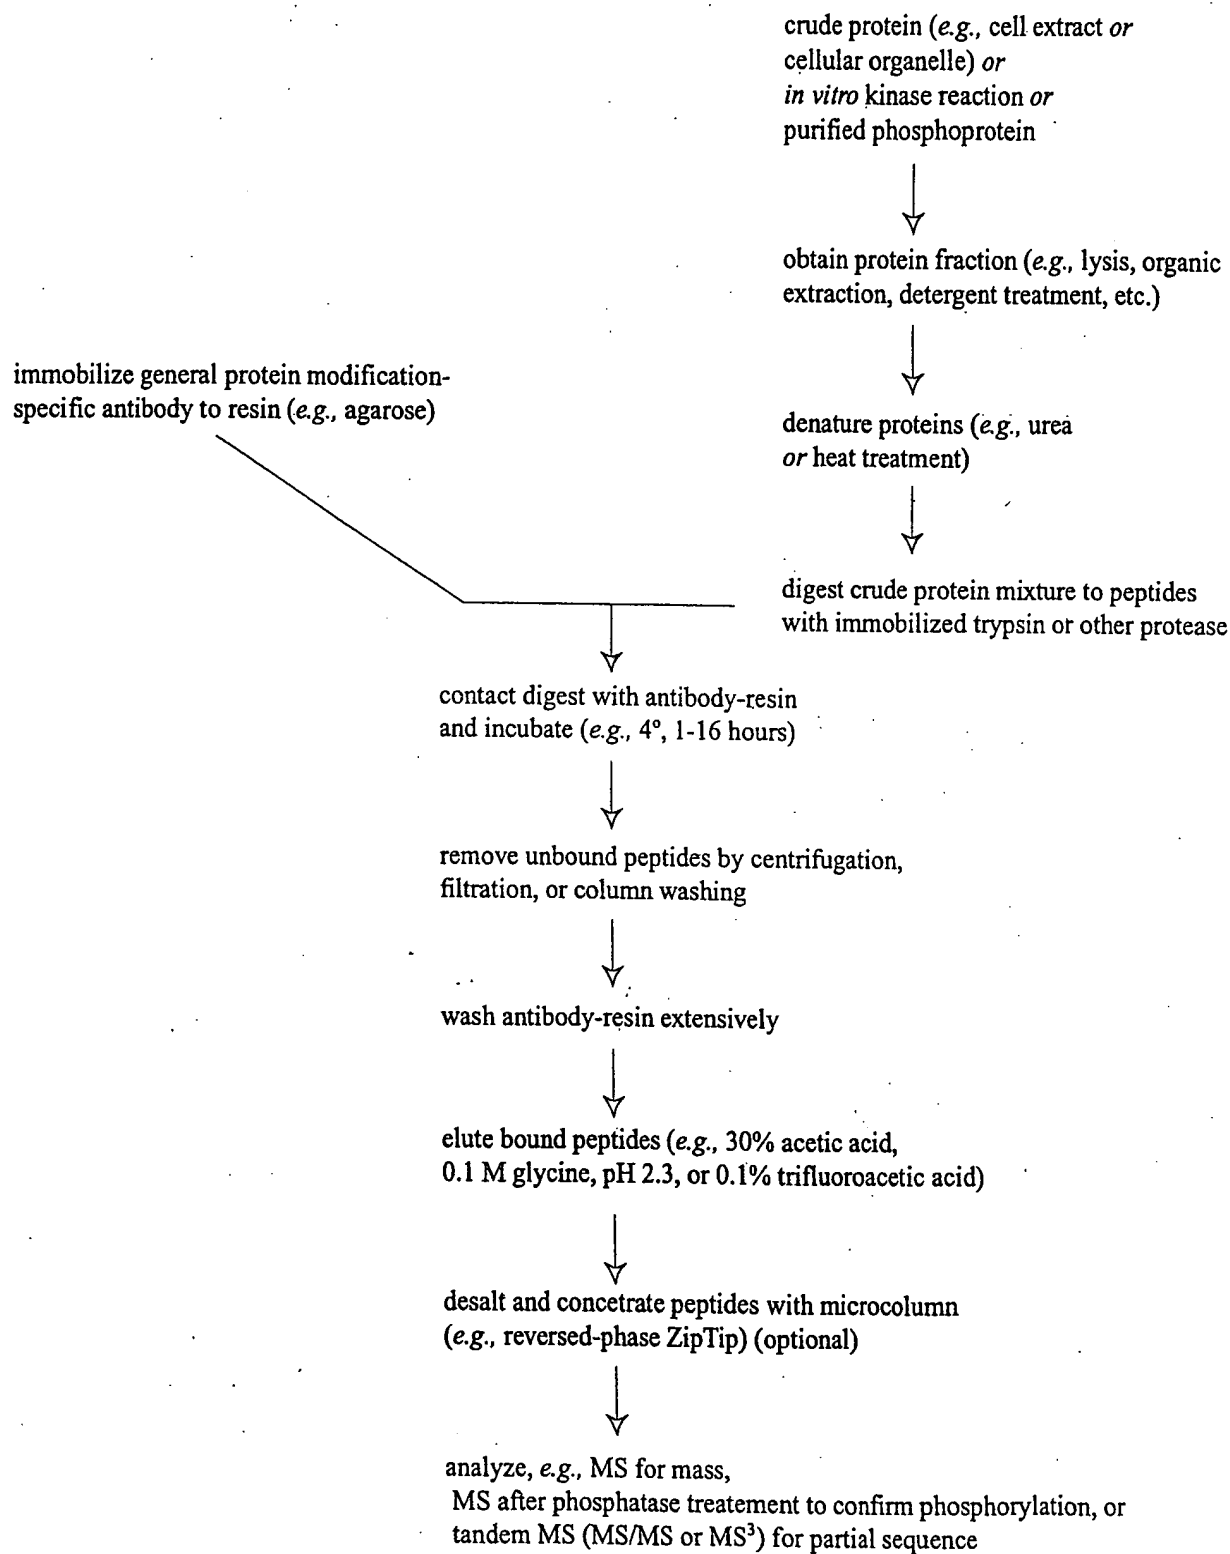 crude protein (e.g., cell extract or
cellular organelle) or
in vitro kinase reaction or
purified phosphoprotein
obtain protein fraction (e.g., lysis, organic
extraction, detergent treatment, etc.)
immobilize general protein modification-
specific antibody to resin (e.g., agarose)
denature proteins (e.g., urea
or heat treatment)
digest crude protein mixture to peptides
with immobilized trypsin or other protease
contact digest with antibody-resin
and incubate (e.g., 4°, 1-16 hours)
remove unbound peptides by centrifugation,
filtration, or column washing
wash antibody-resin extensively
elute bound peptides (e.g., 30% acetic acid,
0.1 M glycine, pH 2.3, or 0.1% trifluoroacetic acid)
desalt and concetrate peptides with microcolumn
(e.g., reversed-phase ZipTip) (optional)
analyze, e.g., MS for mass,
MS after phosphatase treatement to confirm phosphorylation, or
tandem MS (MS/MS or MS³) for partial sequence